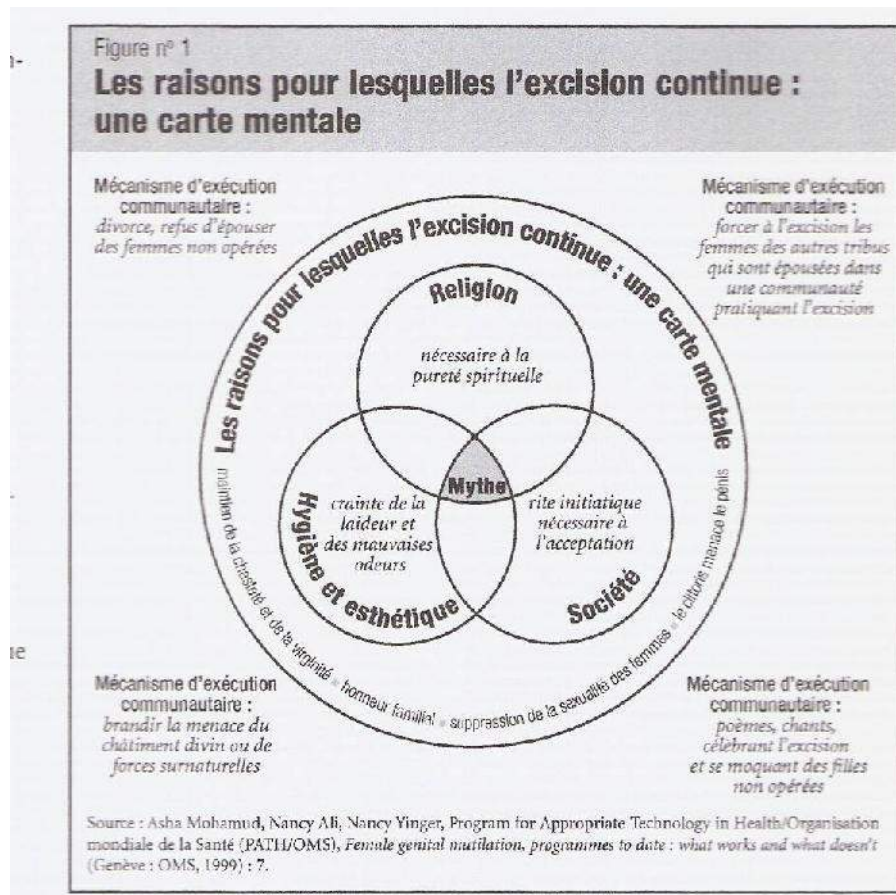 Figure nº 1
Les raisons pour lesquelles l'excision continue :
une carte mentale
Mécanisme d'exécution
communautaire :
divorce, refus d'épouser
des femmes non opérées
Mécanisme d'exécution
communautaire :
forcer à l'excision les
femmes des autres tribus
qui sont épousées dans
une communauté
pratiquant l'excision
Les raisons pour lesquelles l'excision continue : une carte mentale
Religion
nécessaire à la
pureté spirituelle
Mythe
Hygiène et esthétique
crainte de la
laideur et
des mauvaises
odeurs
rite initiatique
nécessaire à
l'acceptation
Société
maintien de la chasteté et de la virginité • honneur familial • suppression de la sexualité des femmes • le clitoris menace le pénis
Mécanisme d'exécution
communautaire :
brandir la menace du
châtiment divin ou de
forces surnaturelles
Mécanisme d'exécution
communautaire :
poèmes, chants,
célébrant l'excision
et se moquant des filles
non opérées
Source : Asha Mohamud, Nancy Ali, Nancy Yinger, Program for Appropriate Technology in Health/Organisation
mondiale de la Santé (PATH/OMS), Female genital mutilation, programmes to date : what works and what doesn't
(Genève : OMS, 1999) : 7.